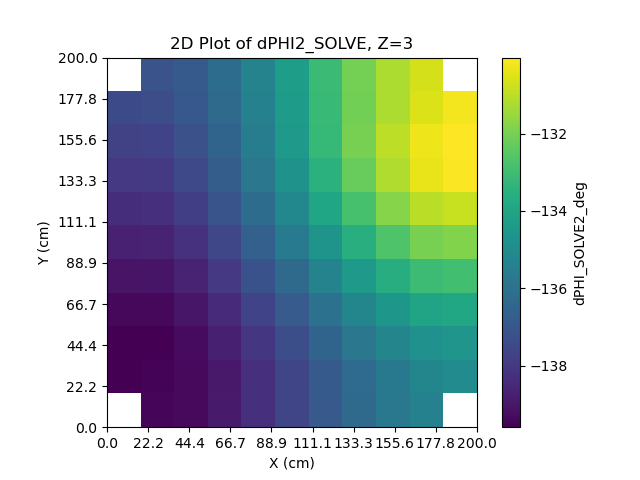 2D Plot of dPHI2_SOLVE, Z=3
200.0
177.8
155.6
133.3
111.1
88.9
66.7
44.4
22.2
0.0
Y (cm)
0.0 22.2 44.4 66.7 88.9 111.1 133.3 155.6 177.8 200.0
X (cm)
−132
−134
−136
−138
dPHI_SOLVE2_deg